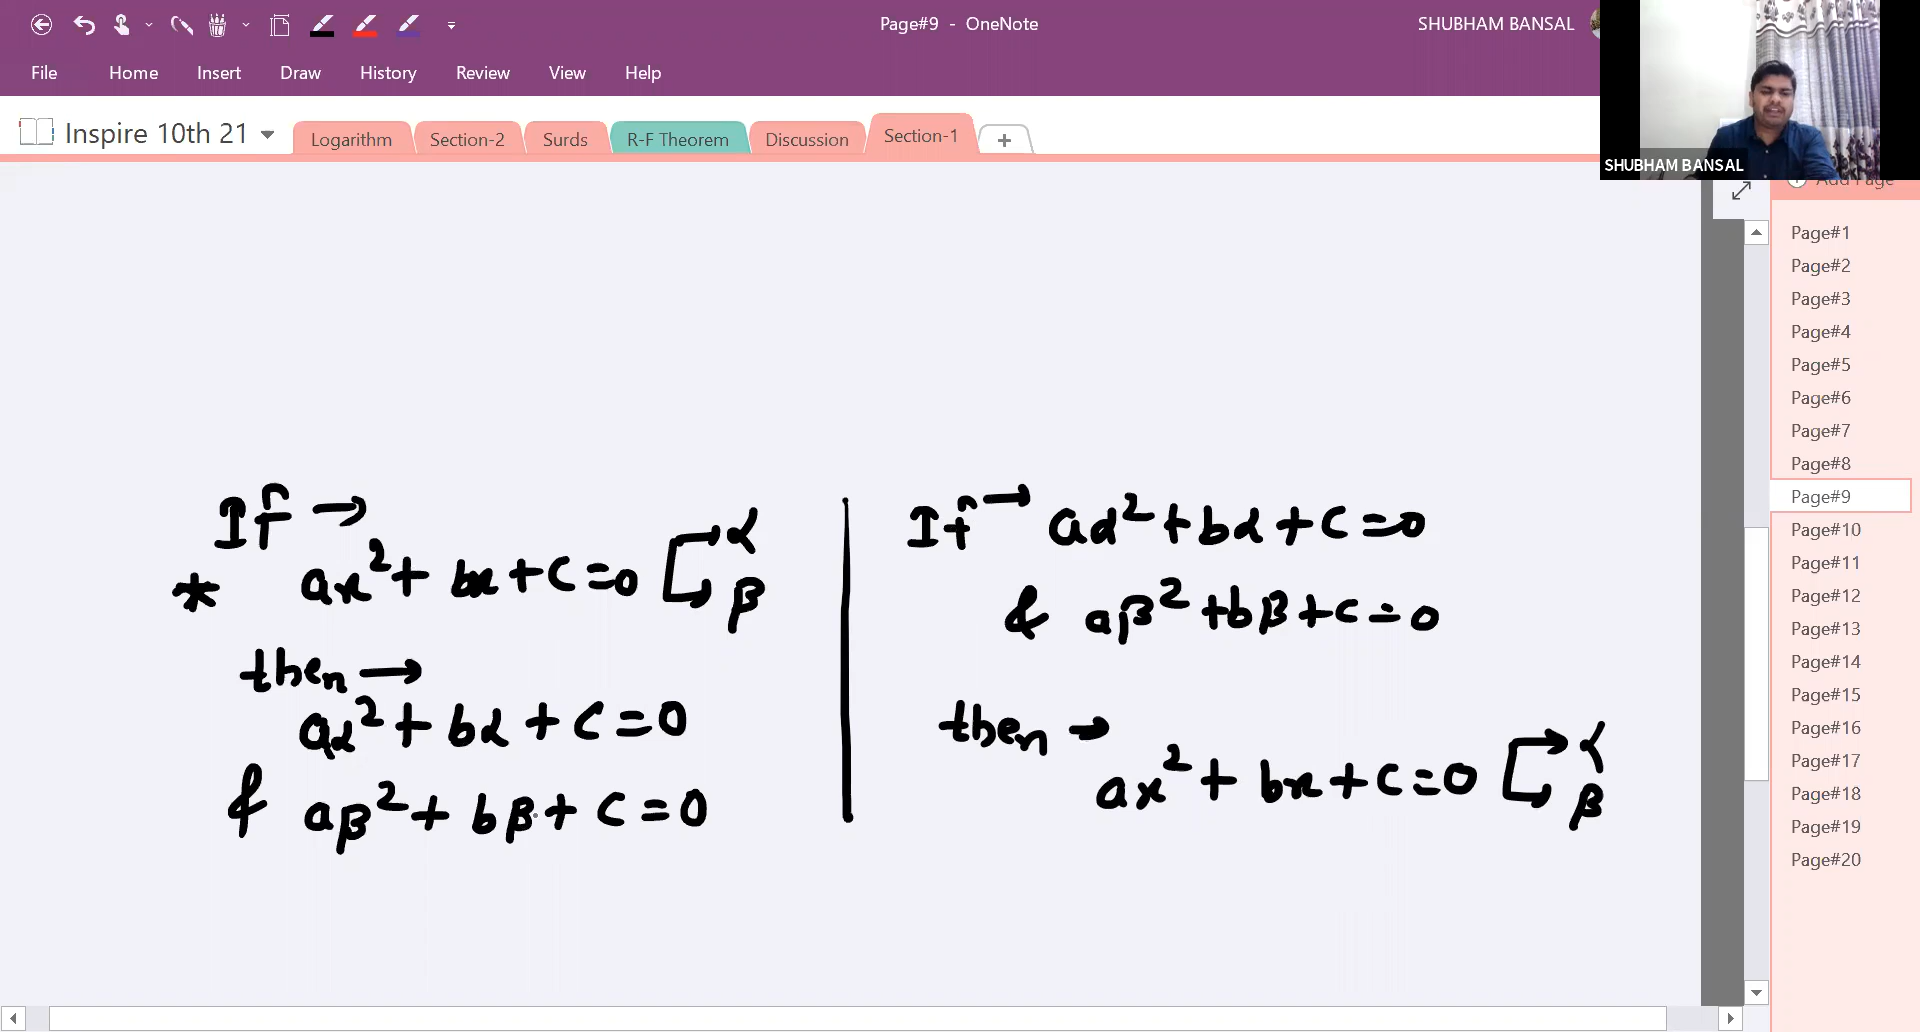 Page#9 - OneNote
SHUBHAM BANSAL
File Home Insert Draw History Review View Help
Inspire 10th 21
Logarithm Section-2 Surds R-F Theorem Discussion Section-1 +
SHUBHAM BANSAL
Add Page
Page#1
Page#2
Page#3
Page#4
Page#5
Page#6
Page#7
Page#8
Page#9
Page#10
Page#11
Page#12
Page#13
Page#14
Page#15
Page#16
Page#17
Page#18
Page#19
Page#20
If →
* ax² + bx + c = 0 → α
→ β
then →
aα² + bα + c = 0
& aβ² + bβ + c = 0
If → aα² + bα + c = 0
& aβ² + bβ + c = 0
then →
ax² + bx + c = 0 → α
→ β